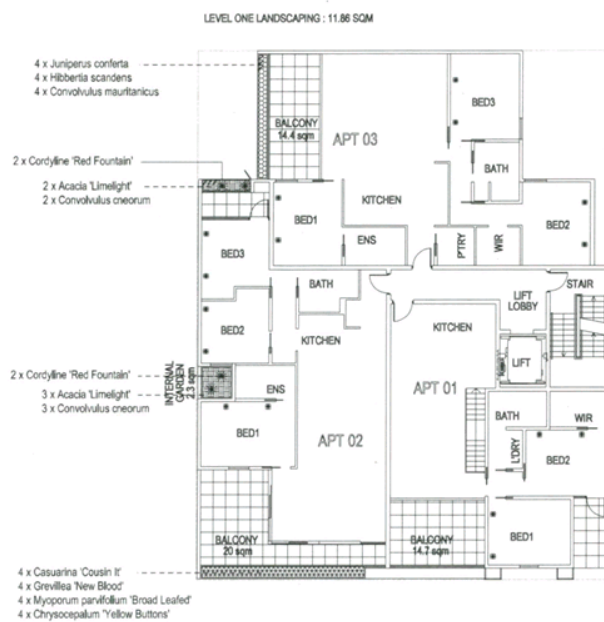 LEVEL ONE LANDSCAPING : 11.86 SQM
4 x Juniperus conferta
4 x Hibbertia scandens
4 x Convolvulus mauritanicus
BED3
BALCONY
14.4 sqm
APT 03
2 x Cordyline 'Red Fountain'
BATH
2 x Acacia 'Limelight'
2 x Convolvulus cneorum
KITCHEN
BED1
BED2
ENS
P'TRY
WIR
BED3
BATH
STAIR
LIFT
LOBBY
BED2
KITCHEN
KITCHEN
INTERNAL
GARDEN
2.3 sqm
LIFT
2 x Cordyline 'Red Fountain'
3 x Acacia 'Limelight'
3 x Convolvulus cneorum
ENS
APT 01
BATH
WIR
BED1
APT 02
L'DRY
BED2
BALCONY
20 sqm
BALCONY
14.7 sqm
BED1
4 x Casuarina 'Cousin It'
4 x Grevillea 'New Blood'
4 x Myoporum parvifolium 'Broad Leafed'
4 x Chrysocepalum 'Yellow Buttons'